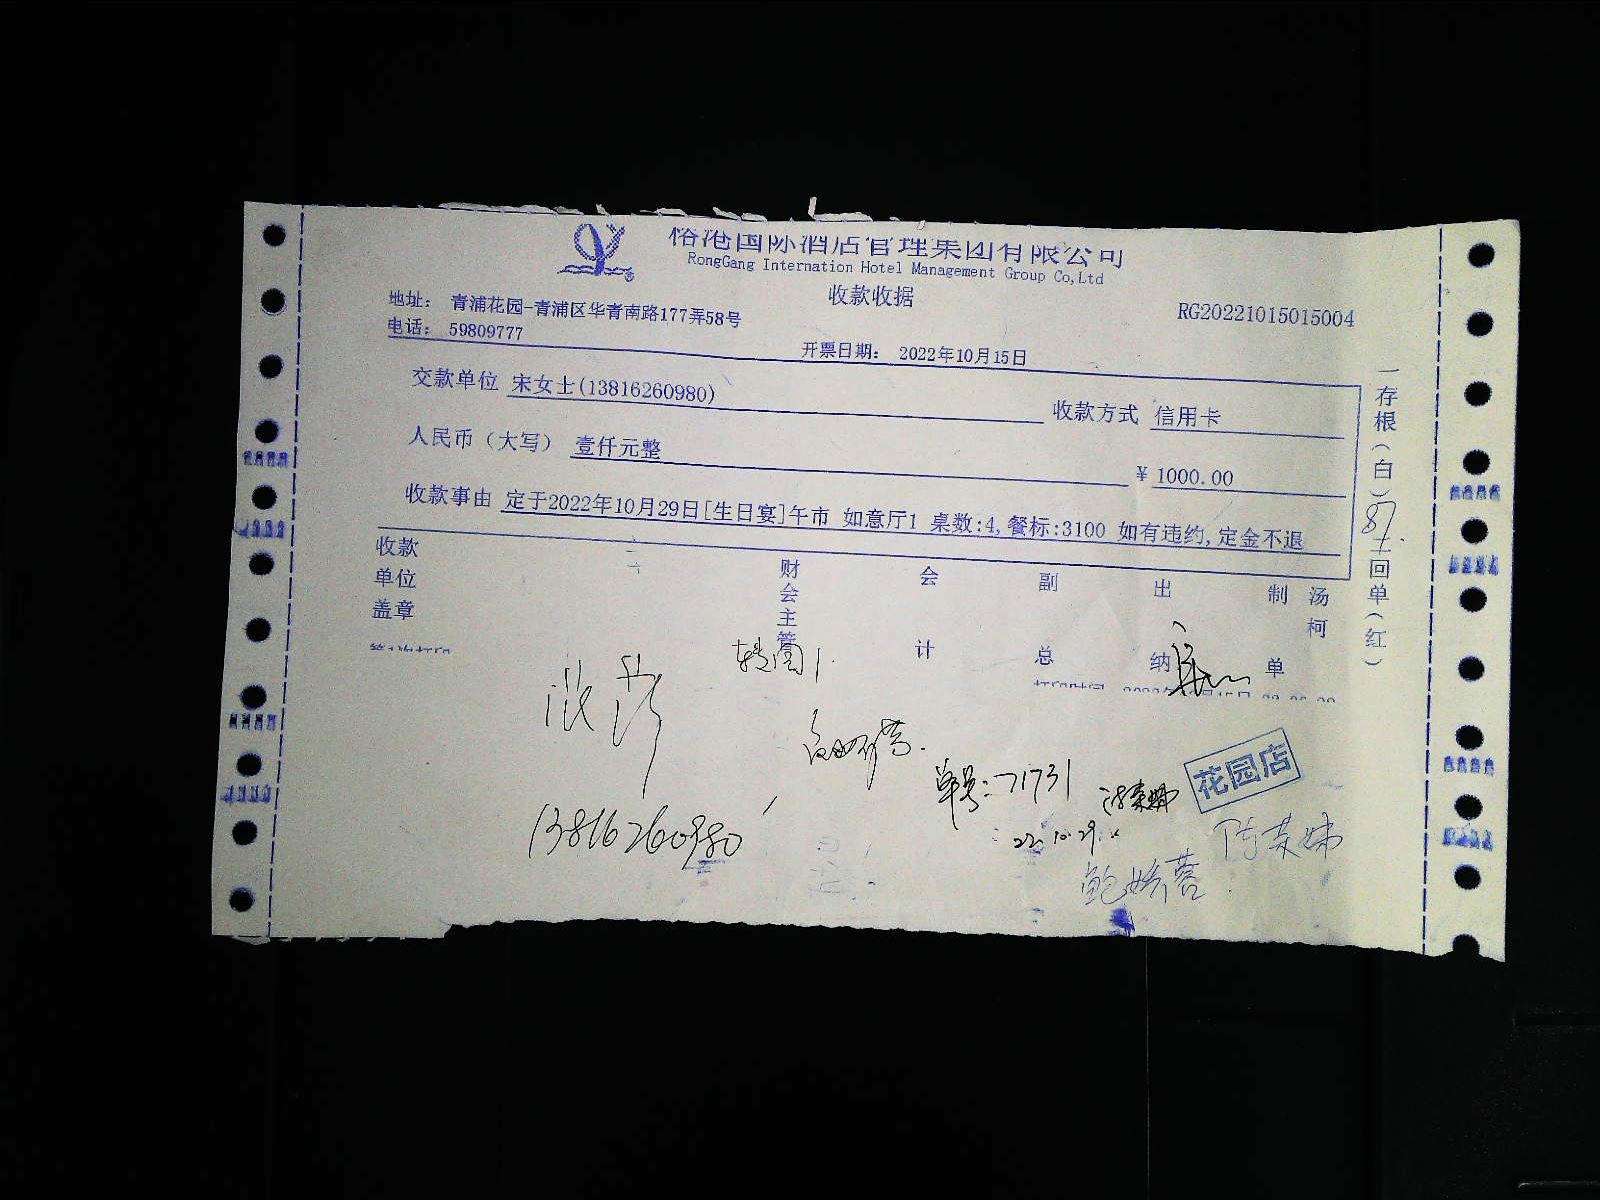 榕港国际酒店管理集团有限公司
RongGang Internation Hotel Management Group Co,Ltd
收款收据
地址： 青浦花园-青浦区华青南路177弄58号
RG20221015015004
电话： 59809777
开票日期： 2022年10月15日
交款单位 宋女士(13816260980)
收款方式 信用卡
人民币（大写） 壹仟元整
¥ 1000.00
收款事由 定于2022年10月29日[生日宴]午市 如意厅1 桌数:4,餐标:3100 如有违约,定金不退
一存根(白)
二回单(红)
收款单位盖章
财会主管
会计
副总
出纳
制单
汤柯
13816260980
单号:71731
22.10.29.
花园店